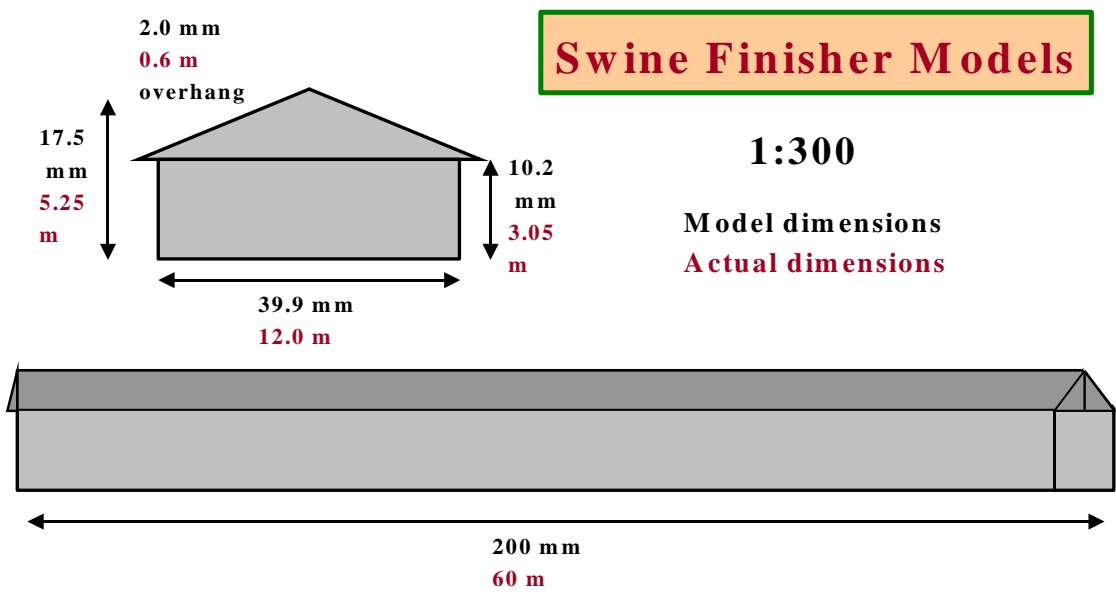 2.0 mm
0.6 m
overhang
Swine Finisher Models
17.5
mm
5.25
m
10.2
mm
3.05
m
1:300
Model dimensions
Actual dimensions
39.9 mm
12.0 m
200 mm
60 m